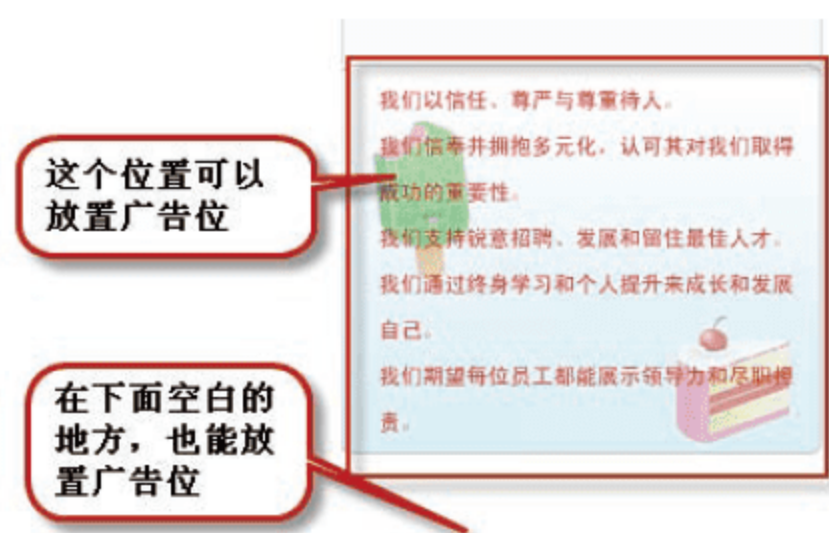 我们以信任、尊严与尊重待人。
我们信奉并拥抱多元化，认可其对我们取得
成功的重要性。
我们支持锐意招聘、发展和留住最佳人才。
我们通过终身学习和个人提升来成长和发展
自己。
我们期望每位员工都能展示领导力和尽职担
责。
这个位置可以
放置广告位
在下面空白的
地方，也能放
置广告位